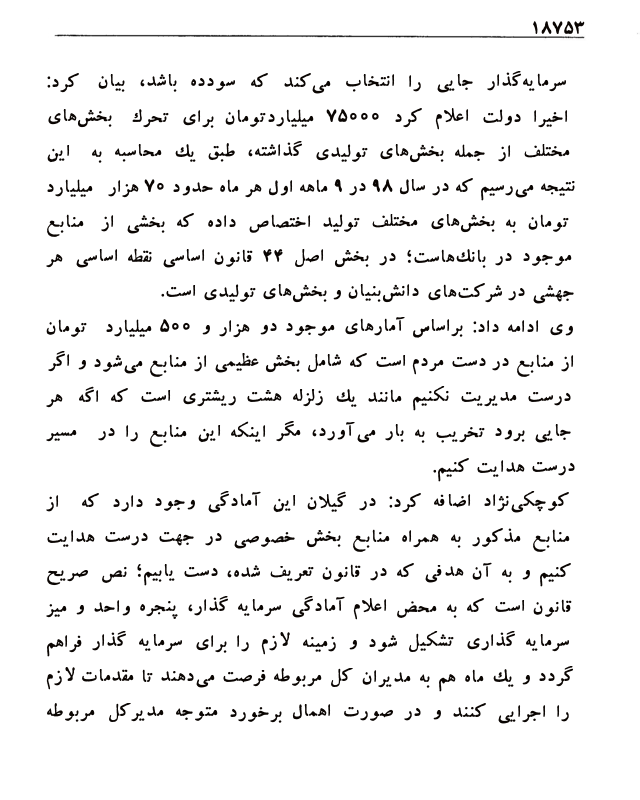 ۱۸۷۵۳
سرمایه‌گذار جایی را انتخاب می‌کند که سودده باشد، بیان کرد:
اخیرا دولت اعلام کرد ۷۵۰۰۰ میلیاردتومان برای تحرك بخش‌های
مختلف از جمله بخش‌های تولیدی گذاشته، طبق یك محاسبه به این
نتیجه می‌رسیم که در سال ۹۸ در ۹ ماهه اول هر ماه حدود ۷۰ هزار میلیارد
تومان به بخش‌های مختلف تولید اختصاص داده که بخشی از منابع
موجود در بانك‌هاست؛ در بخش اصل ۴۴ قانون اساسی نقطه اساسی هر
جهشی در شرکت‌های دانش‌بنیان و بخش‌های تولیدی است.
وی ادامه داد: براساس آمارهای موجود دو هزار و ۵۰۰ میلیارد تومان
از منابع در دست مردم است که شامل بخش عظیمی از منابع می‌شود و اگر
درست مدیریت نکنیم مانند یك زلزله هشت ریشتری است که اگه هر
جایی برود تخریب به بار می‌آورد، مگر اینکه این منابع را در مسیر
درست هدایت کنیم.
کوچکی‌نژاد اضافه کرد: در گیلان این آمادگی وجود دارد که از
منابع مذکور به همراه منابع بخش خصوصی در جهت درست هدایت
کنیم و به آن هدفی که در قانون تعریف شده، دست یابیم؛ نص صریح
قانون است که به محض اعلام آمادگی سرمایه گذار، پنجره واحد و میز
سرمایه گذاری تشکیل شود و زمینه لازم را برای سرمایه گذار فراهم
گردد و یك ماه هم به مدیران کل مربوطه فرصت می‌دهند تا مقدمات لازم
را اجرایی کنند و در صورت اهمال برخورد متوجه مدیرکل مربوطه